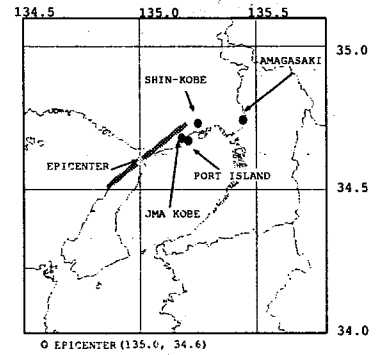 134.5 135.0 135.5
35.0
AMAGASAKI
SHIN-KOBE
EPICENTER
PORT ISLAND
34.5
JMA KOBE
34.0
O EPICENTER (135.0, 34.6)